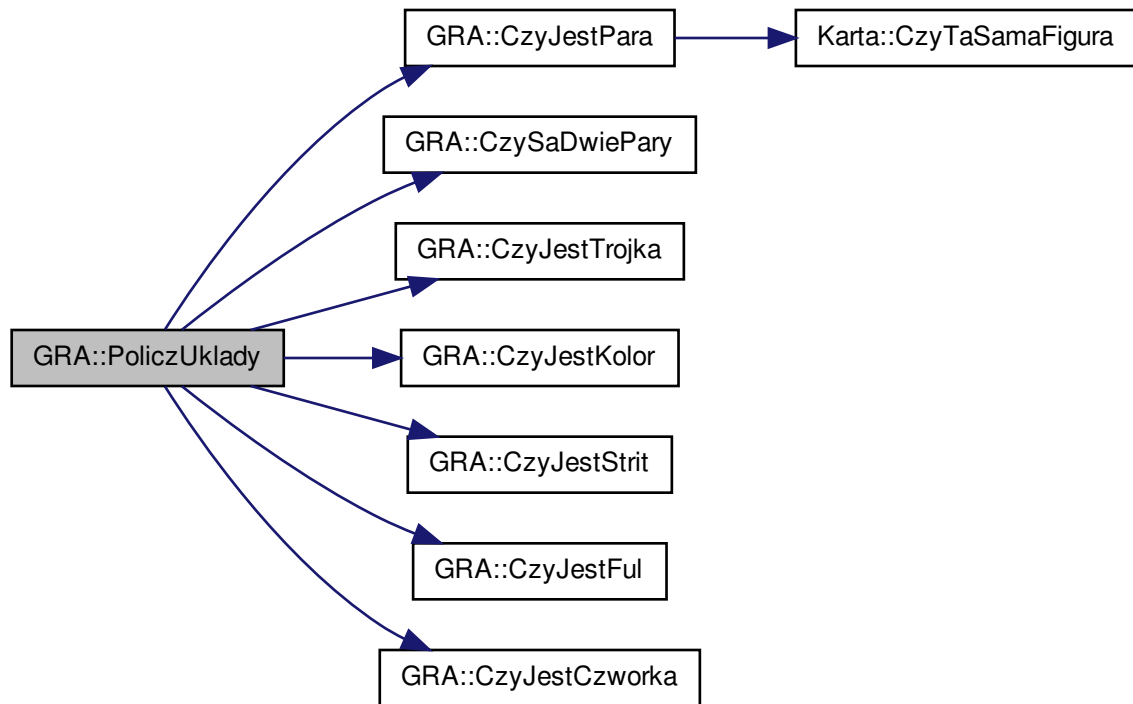 GRA::CzyJestPara
Karta::CzyTaSamaFigura
GRA::CzySaDwiePary
GRA::CzyJestTrojka
GRA::PoliczUklady
GRA::CzyJestKolor
GRA::CzyJestStrit
GRA::CzyJestFul
GRA::CzyJestCzworka